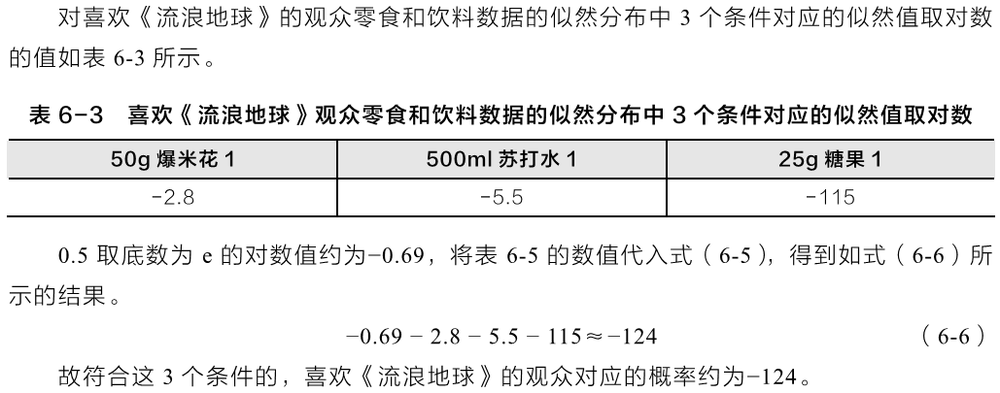 对喜欢《流浪地球》的观众零食和饮料数据的似然分布中 3 个条件对应的似然值取对数
的值如表 6-3 所示。
表 6-3 喜欢《流浪地球》观众零食和饮料数据的似然分布中 3 个条件对应的似然值取对数
50g 爆米花 1 500ml 苏打水 1 25g 糖果 1
-2.8 -5.5 -115
0.5 取底数为 e 的对数值约为-0.69，将表 6-5 的数值代入式（6-5），得到如式（6-6）所
示的结果。
−0.69 − 2.8 − 5.5 − 115≈−124 （6-6）
故符合这 3 个条件的，喜欢《流浪地球》的观众对应的概率约为-124。